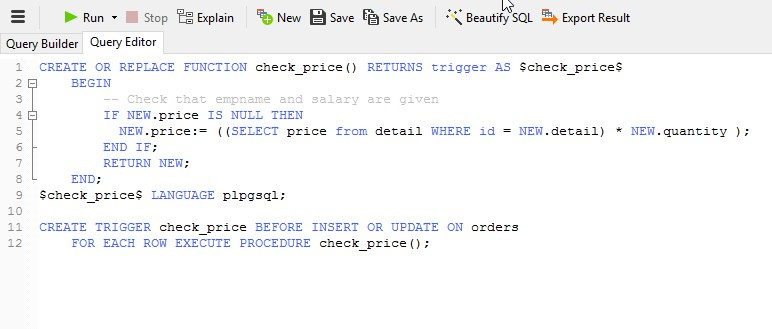 Run Stop Explain New Save Save As Beautify SQL Export Result
Query Builder Query Editor
1 CREATE OR REPLACE FUNCTION check_price() RETURNS trigger AS $check_price$
2 BEGIN
3 -- Check that empname and salary are given
4 IF NEW.price IS NULL THEN
5 NEW.price:= ((SELECT price from detail WHERE id = NEW.detail) * NEW.quantity );
6 END IF;
7 RETURN NEW;
8 END;
9 $check_price$ LANGUAGE plpgsql;
10
11 CREATE TRIGGER check_price BEFORE INSERT OR UPDATE ON orders
12 FOR EACH ROW EXECUTE PROCEDURE check_price();